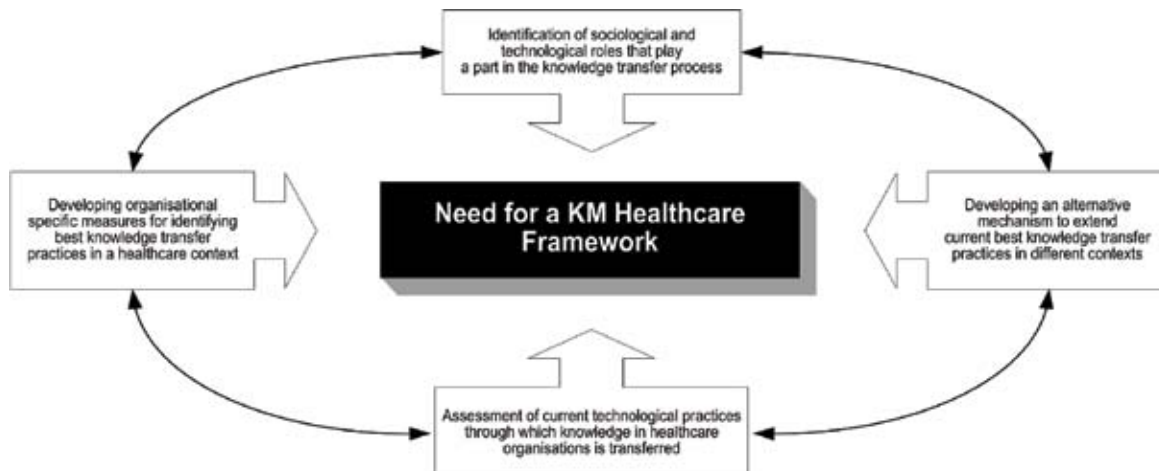 Identification of sociological and
technological roles that play
a part in the knowledge transfer process
Developing organisational
specific measures for identifying
best knowledge transfer
practices in a healthcare context
Need for a KM Healthcare
Framework
Developing an alternative
mechanism to extend
current best knowledge transfer
practices in different contexts
Assessment of current technological practices
through which knowledge in healthcare
organisations is transferred